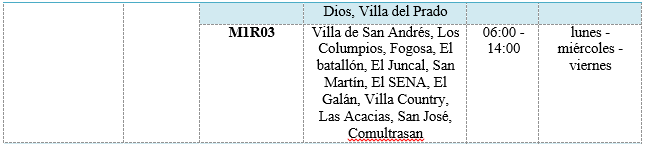 Dios, Villa del Prado
M1R03 Villa de San Andrés, Los 06:00 - lunes -
Columpios, Fogosa, El 14:00 miércoles -
batallón, El Juncal, San viernes
Martín, El SENA, El
Galán, Villa Country,
Las Acacias, San José,
Comultrasan